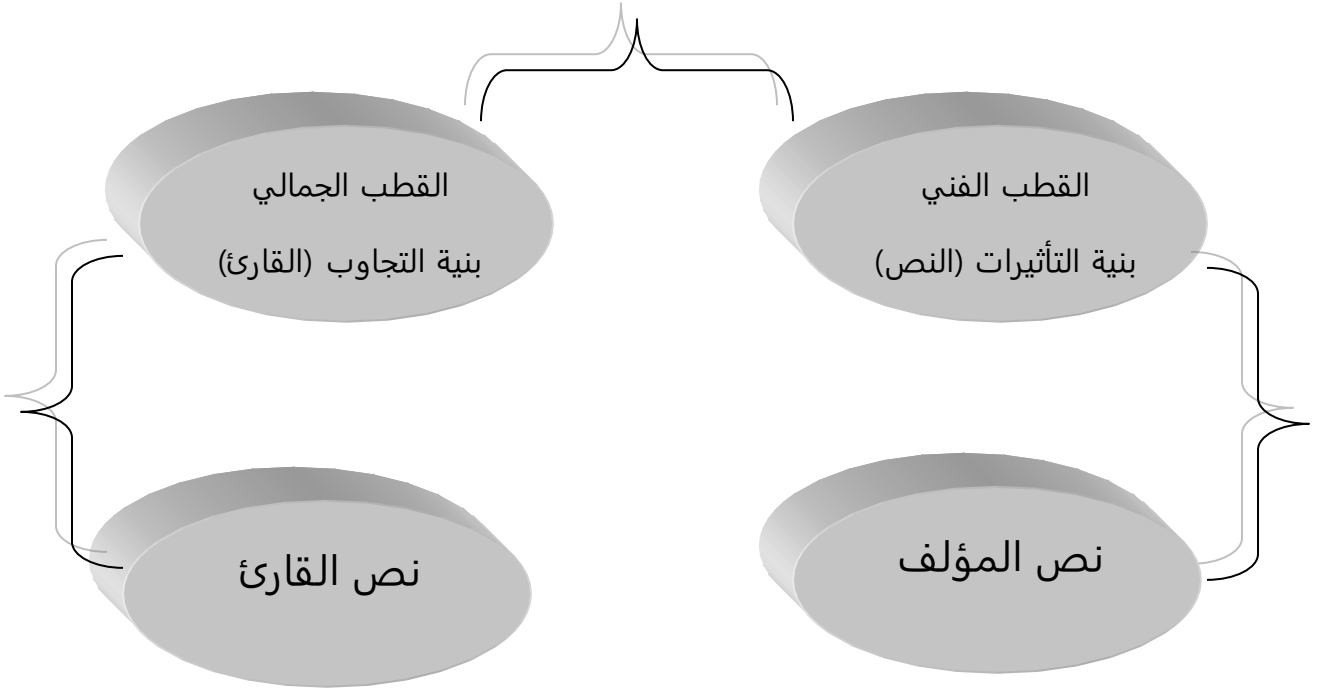 القطب الفني
بنية التأثيرات (النص)
القطب الجمالي
بنية التجاوب (القارئ)
نص المؤلف
نص القارئ